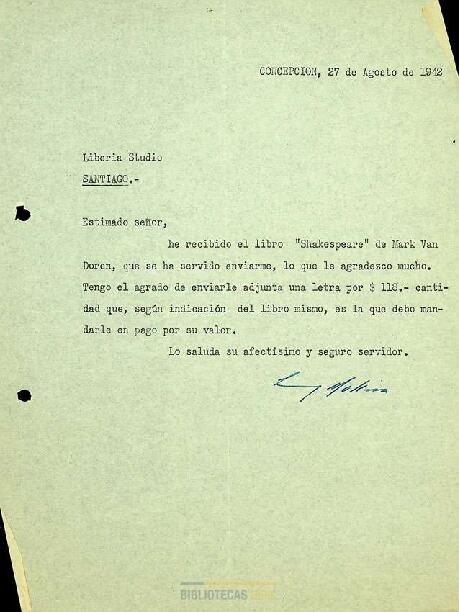 CONCEPCION, 27 de Agosto de 1942
Liberia Studio
SANTIAGO.-
Estimado señor,
he recibido el libro "Shakespeare" de Mark Van
Doren, que se ha servido enviarme, lo que le agradesco mucho.
Tengo el agrado de enviarle adjunta una letra por $ 118.- canti-
dad que, según indicación del libro mismo, es la que debo man-
darle en pago por su valor.
Lo saluda su afectísimo y seguro servidor.
BIBLIOTECAS